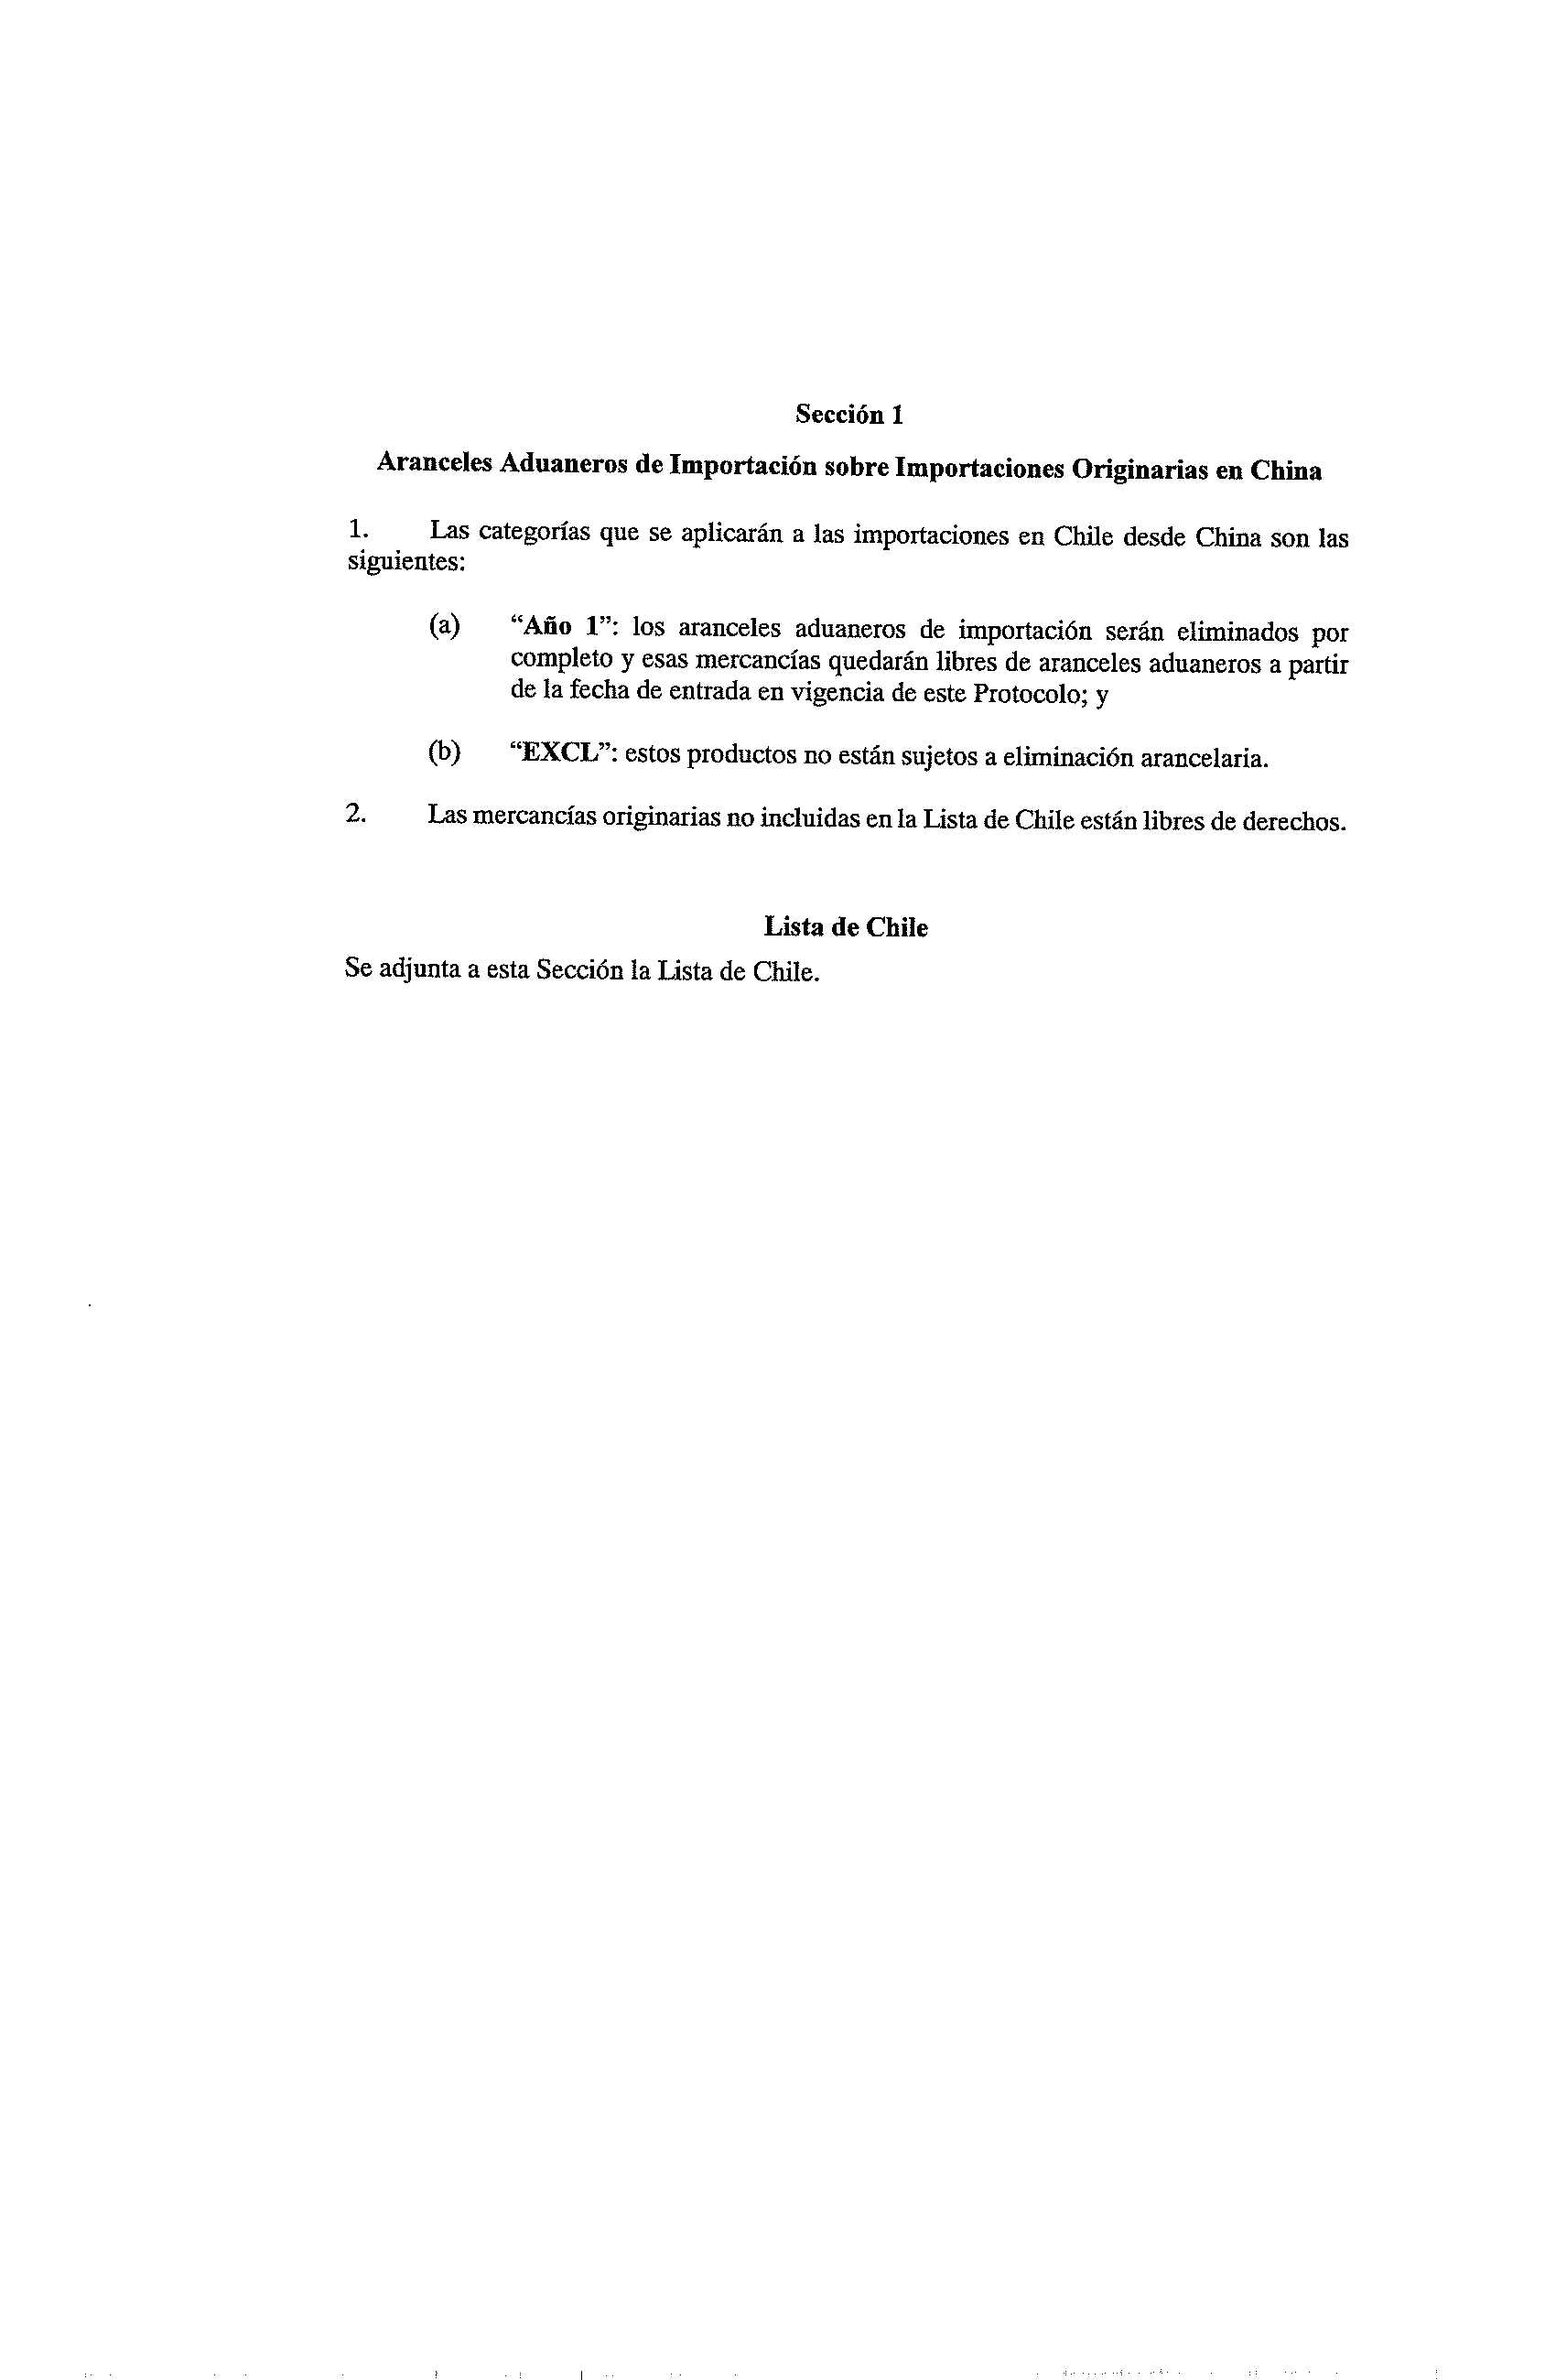 Sección 1
Aranceles Aduaneros de Importación sobre Importaciones Originarias en China
1. Las categorías que se aplicarán a las importaciones en Chile desde China son las
siguientes:
(a) “Año 1”: los aranceles aduaneros de importación serán eliminados por
completo y esas mercancías quedarán libres de aranceles aduaneros a partir
de la fecha de entrada en vigencia de este Protocolo; y
(b) “EXCL”: estos productos no están sujetos a eliminación arancelaria.
2. Las mercancías originarias no incluidas en la Lista de Chile están libres de derechos.
Lista de Chile
Se adjunta a esta Sección la Lista de Chile.